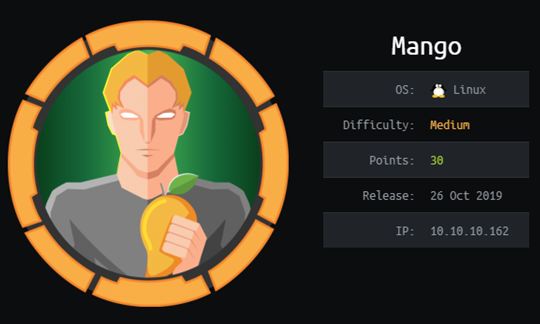 Mango
OS: Linux
Difficulty: Medium
Points: 30
Release: 26 Oct 2019
IP: 10.10.10.162